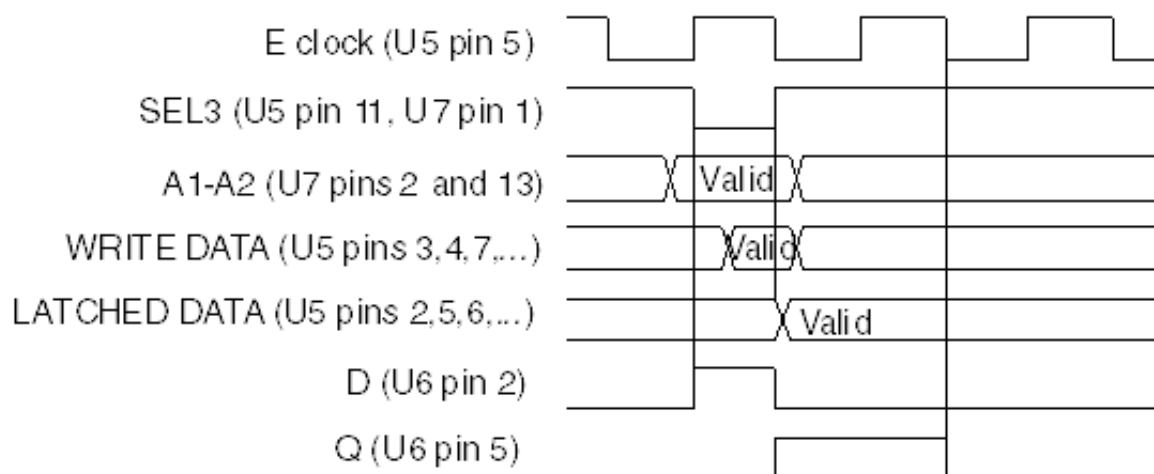 E clock (U5 pin 5)
SEL3 (U5 pin 11, U7 pin 1)
A1-A2 (U7 pins 2 and 13)
Valid
WRITE DATA (U5 pins 3,4,7,...)
Valid
LATCHED DATA (U5 pins 2,5,6,...)
Valid
D (U6 pin 2)
Q (U6 pin 5)